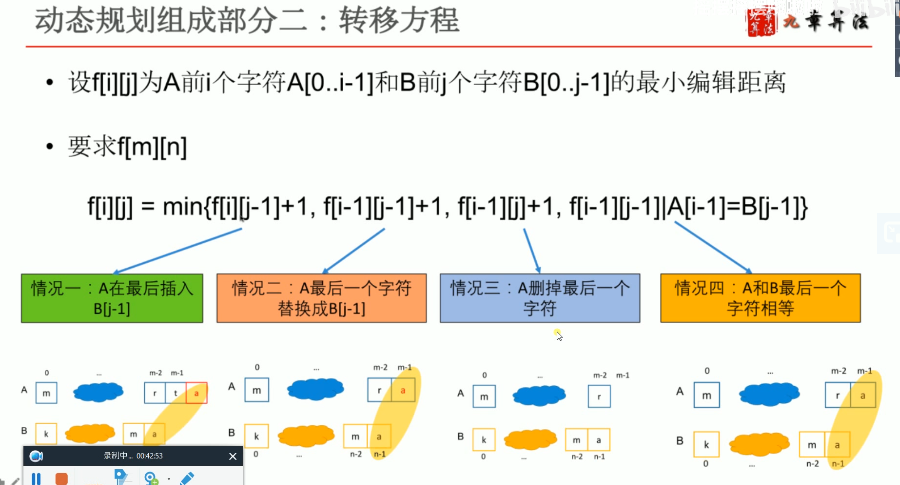 动态规划组成部分二：转移方程
九章算法
• 设f[i][j]为A前i个字符A[0..i-1]和B前j个字符B[0..j-1]的最小编辑距离
• 要求f[m][n]
f[i][j] = min{f[i][j-1]+1, f[i-1][j-1]+1, f[i-1][j]+1, f[i-1][j-1]|A[i-1]=B[j-1]}
情况一：A在最后插入
B[j-1]
情况二：A最后一个字符
替换成B[j-1]
情况三：A删掉最后一个
字符
情况四：A和B最后一个
字符相等
0 ... m-2 m-1
A m r t a
B k m a
0 ... m-2 m-1
A m r a
B k m a
0 ... n-2 n-1
0 ... m-2 m-1
A m r
B k m a
0 ... n-2 n-1
0 ... m-2 m-1
A m r a
B k m a
0 ... n-2 n-1
录制中... 00:42:53